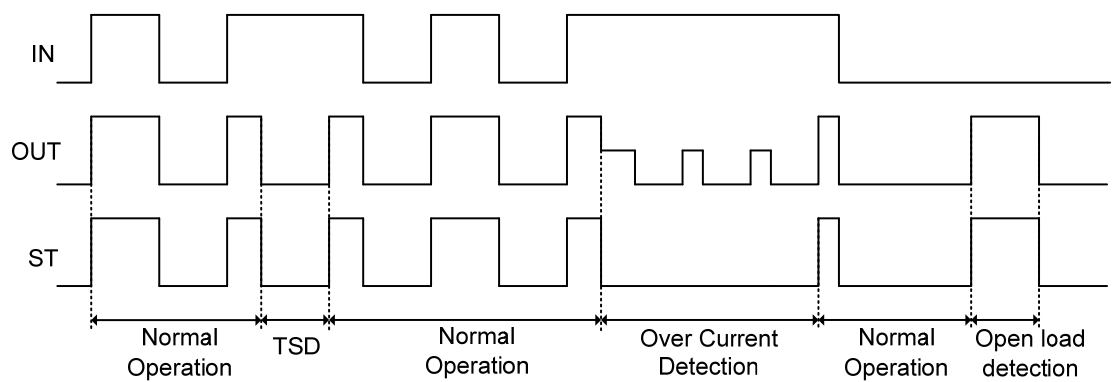 IN
OUT
ST
Normal
Operation
TSD
Normal
Operation
Over Current
Detection
Normal
Operation
Open load
detection